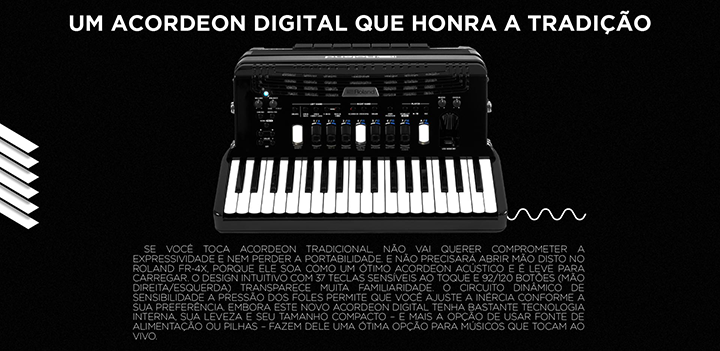 UM ACORDEON DIGITAL QUE HONRA A TRADIÇÃO
Roland
SE VOCÊ TOCA ACORDEON TRADICIONAL, NÃO VAI QUERER COMPROMETER A
EXPRESSIVIDADE E NEM PERDER A PORTABILIDADE. E NÃO PRECISARÁ ABRIR MÃO DISTO NO
ROLAND FR-4X, PORQUE ELE SOA COMO UM ÓTIMO ACORDEON ACÚSTICO E É LEVE PARA
CARREGAR. O DESIGN INTUITIVO COM 37 TECLAS SENSÍVEIS AO TOQUE E 92/120 BOTÕES (MÃO
DIREITA/ESQUERDA) TRANSPARECE MUITA FAMILIARIDADE. O CIRCUITO DINÂMICO DE
SENSIBILIDADE A PRESSÃO DOS FOLES PERMITE QUE VOCÊ AJUSTE A INÉRCIA CONFORME A
SUA PREFERÊNCIA. EMBORA ESTE NOVO ACORDEON DIGITAL TENHA BASTANTE TECNOLOGIA
INTERNA, SUA LEVEZA E SEU TAMANHO COMPACTO – E MAIS A OPÇÃO DE USAR FONTE DE
ALIMENTAÇÃO OU PILHAS – FAZEM DELE UMA ÓTIMA OPÇÃO PARA MÚSICOS QUE TOCAM AO
VIVO.